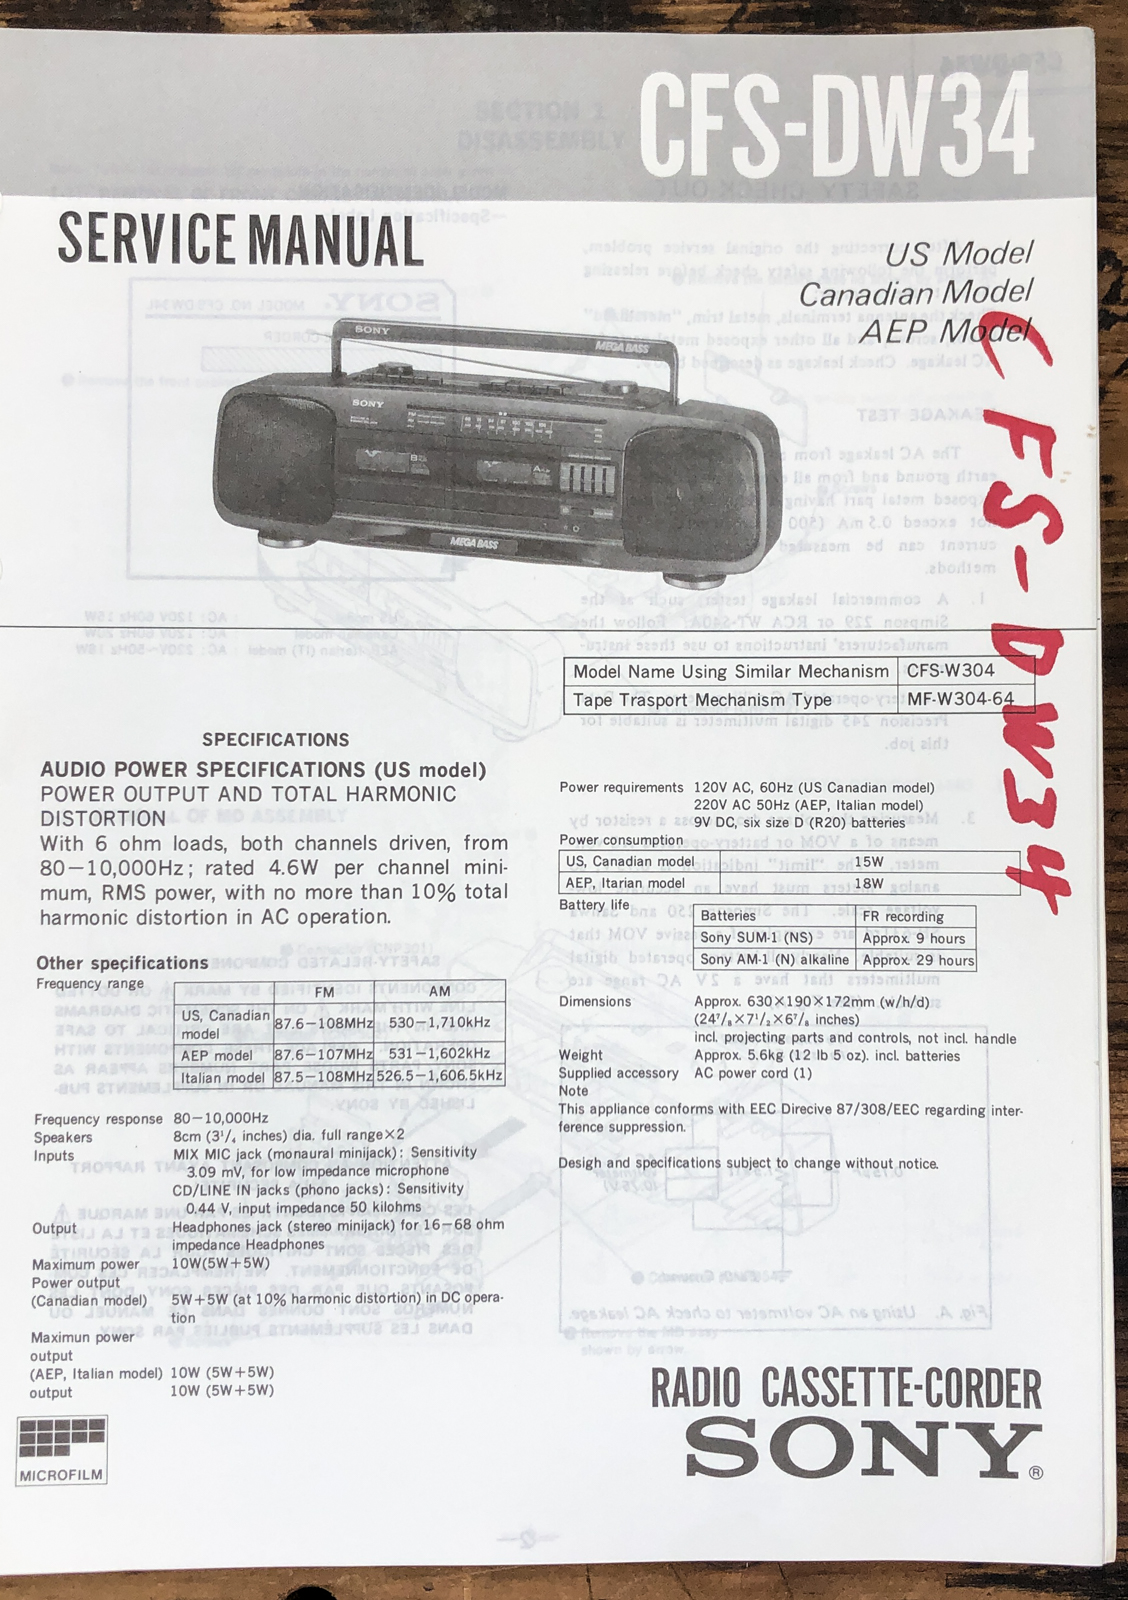 CFS-DW34
SERVICE MANUAL
US Model
Canadian Model
AEP Model
SONY
MEGA BASS
SONY
MEGA BASS
CFS-DW34
Model Name Using Similar Mechanism CFS-W304
Tape Trasport Mechanism Type MF-W304-64
SPECIFICATIONS
AUDIO POWER SPECIFICATIONS (US model)
POWER OUTPUT AND TOTAL HARMONIC
DISTORTION
With 6 ohm loads, both channels driven, from
80—10,000Hz; rated 4.6W per channel mini-
mum, RMS power, with no more than 10% total
harmonic distortion in AC operation.
Other specifications
Frequency range
FM AM
US, Canadian
model 87.6—108MHz 530—1,710kHz
AEP model 87.6—107MHz 531—1,602kHz
Italian model 87.5—108MHz 526.5—1,606.5kHz
Frequency response 80—10,000Hz
Speakers 8cm (3¹/₄ inches) dia. full range×2
Inputs MIX MIC jack (monaural minijack): Sensitivity
3.09 mV, for low impedance microphone
CD/LINE IN jacks (phono jacks): Sensitivity
0.44 V, input impedance 50 kilohms
Output Headphones jack (stereo minijack) for 16—68 ohm
impedance Headphones
Maximum power 10W(5W+5W)
Power output
(Canadian model) 5W+5W (at 10% harmonic distortion) in DC opera-
tion
Maximun power
output
(AEP, Italian model) 10W (5W+5W)
output 10W (5W+5W)
MICROFILM
Power requirements 120V AC, 60Hz (US Canadian model)
220V AC 50Hz (AEP, Italian model)
9V DC, six size D (R20) batteries
Power consumption
US, Canadian model 15W
AEP, Itarian model 18W
Battery life
Batteries FR recording
Sony SUM-1 (NS) Approx. 9 hours
Sony AM-1 (N) alkaline Approx. 29 hours
Dimensions Approx. 630×190×172mm (w/h/d)
(24⁷/₈×7¹/₂×6⁷/₈ inches)
incl. projecting parts and controls, not incl. handle
Weight Approx. 5.6kg (12 lb 5 oz). incl. batteries
Supplied accessory AC power cord (1)
Note
This appliance conforms with EEC Direcive 87/308/EEC regarding inter-
ference suppression.
Desigh and specifications subject to change without notice.
RADIO CASSETTE-CORDER
SONY®